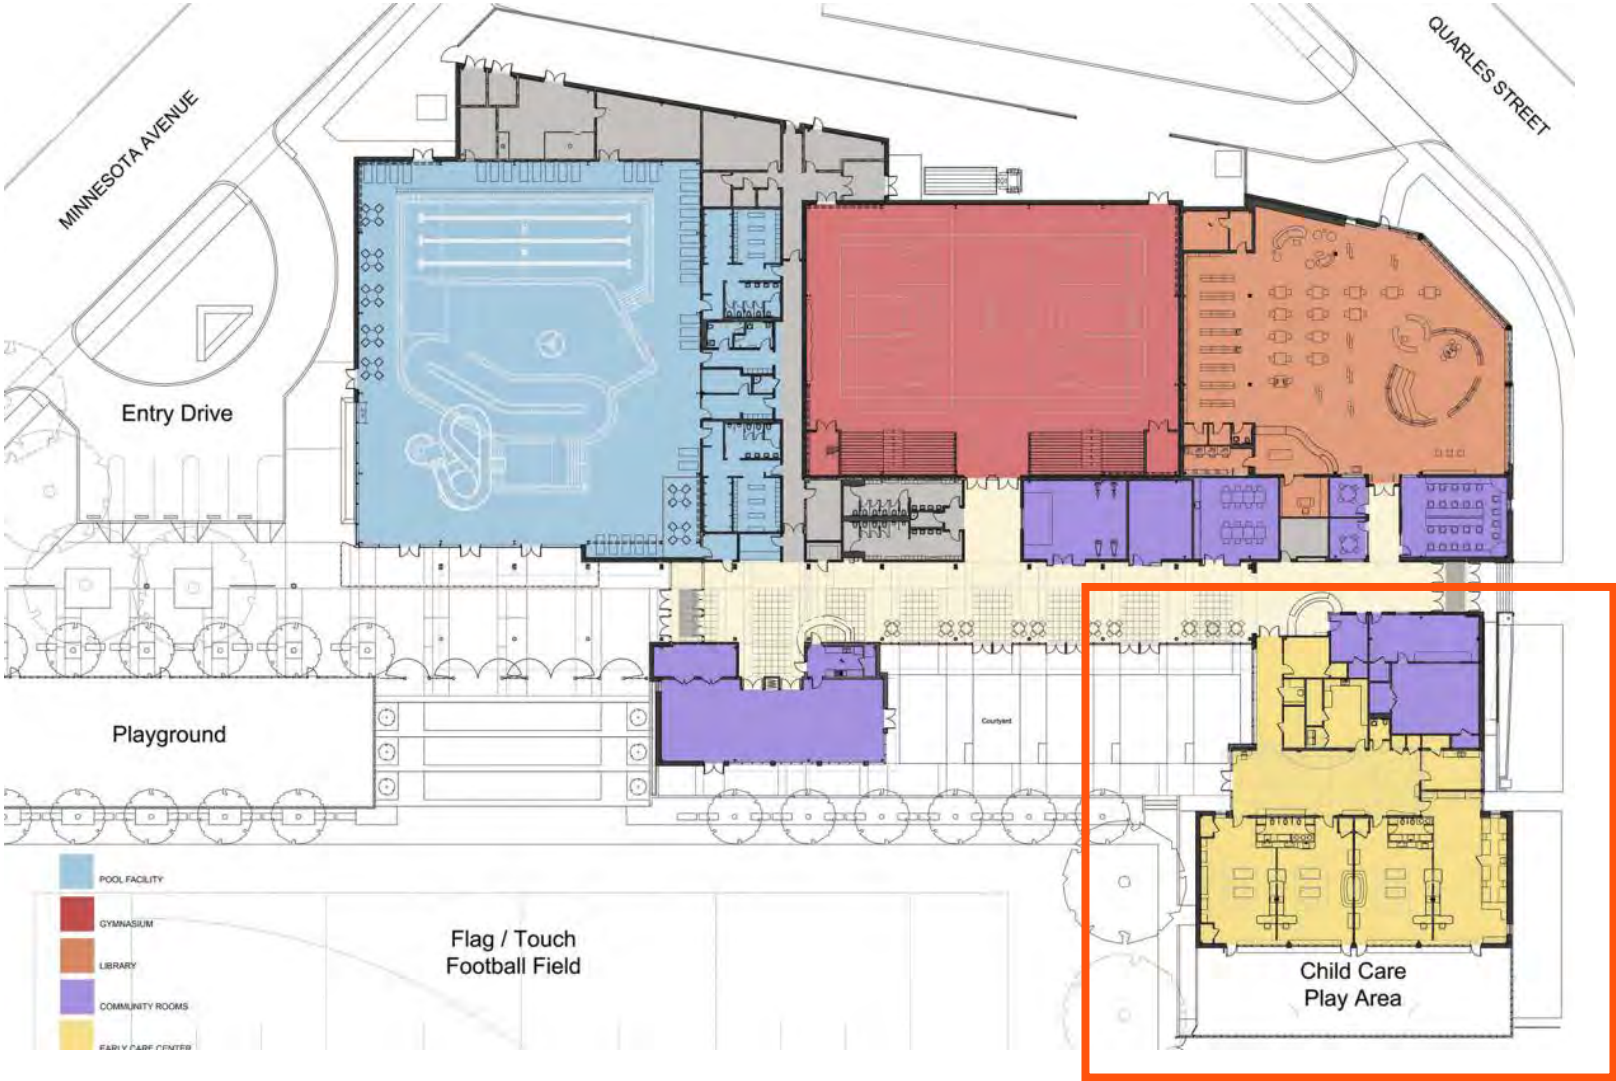 QUARLES STREET
MINNESOTA AVENUE
Entry Drive
Playground
Courtyard
POOL FACILITY
GYMNASIUM
LIBRARY
COMMUNITY ROOMS
EARLY CARE CENTER
Flag / Touch
Football Field
Child Care
Play Area